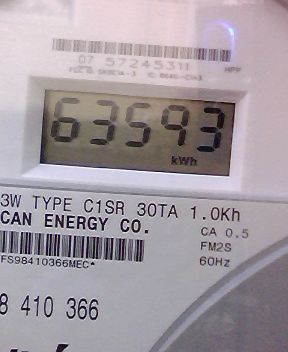 07 57245311
HPP
63593
kWh
3W TYPE C1SR 30TA 1.0Kh
CAN ENERGY CO.
CA 0.5
FM2S
60Hz
FS98410366MEC*
8 410 366